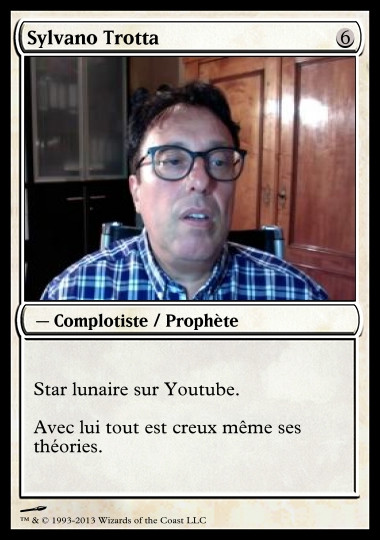 Sylvano Trotta 6
— Complotiste / Prophète
Star lunaire sur Youtube.
Avec lui tout est creux même ses
théories.
™ & © 1993-2013 Wizards of the Coast LLC